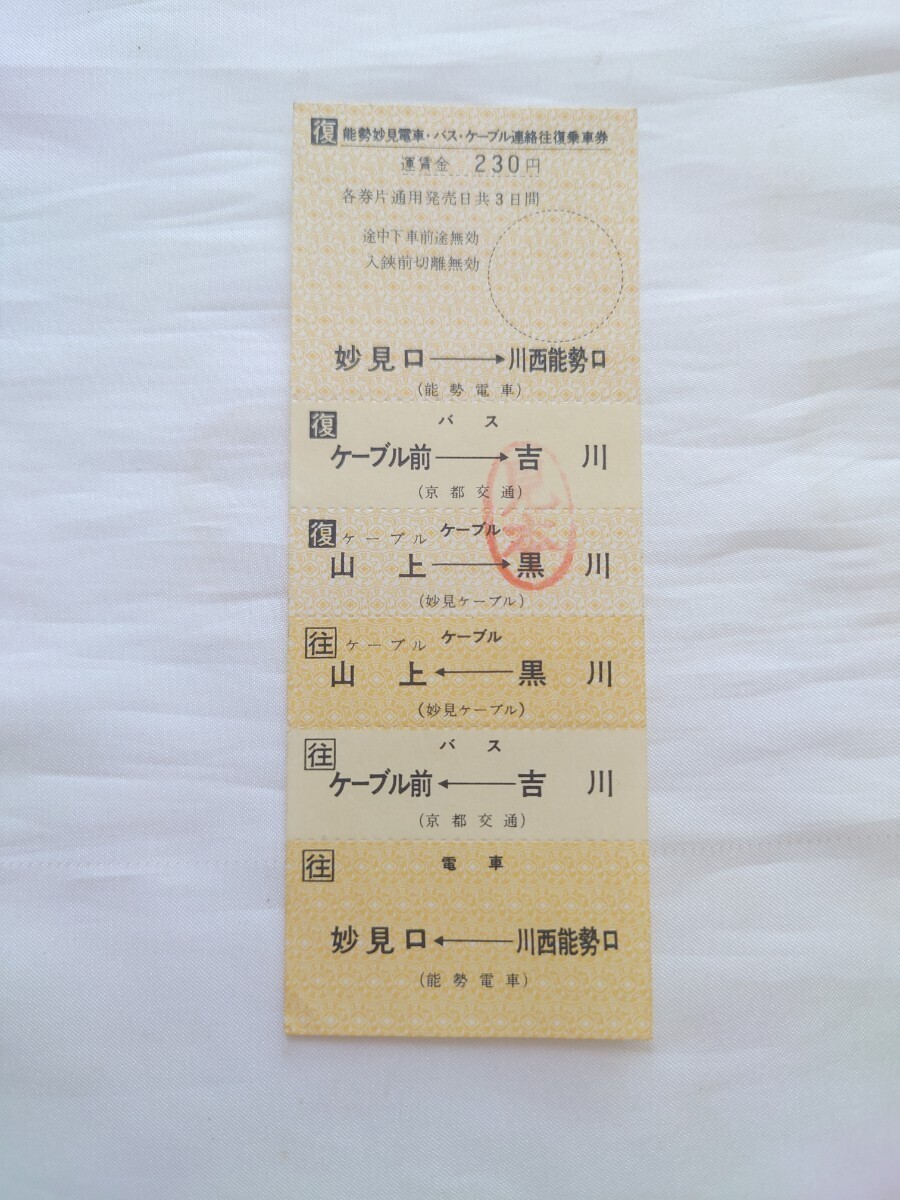 復 能勢妙見電車・バス・ケーブル連絡往復乗車券
運賃金 230円
各券片通用発売日共3日間
途中下車前途無効
入鋏前切離無効
妙見口→川西能勢口
(能勢電車)
復 バス
ケーブル前→吉川
(京都交通)
見本
復 ケーブル ケーブル
山上→黒川
(妙見ケーブル)
往 ケーブル ケーブル
山上←黒川
(妙見ケーブル)
往 バス
ケーブル前←吉川
(京都交通)
往 電車
妙見口←川西能勢口
(能勢電車)